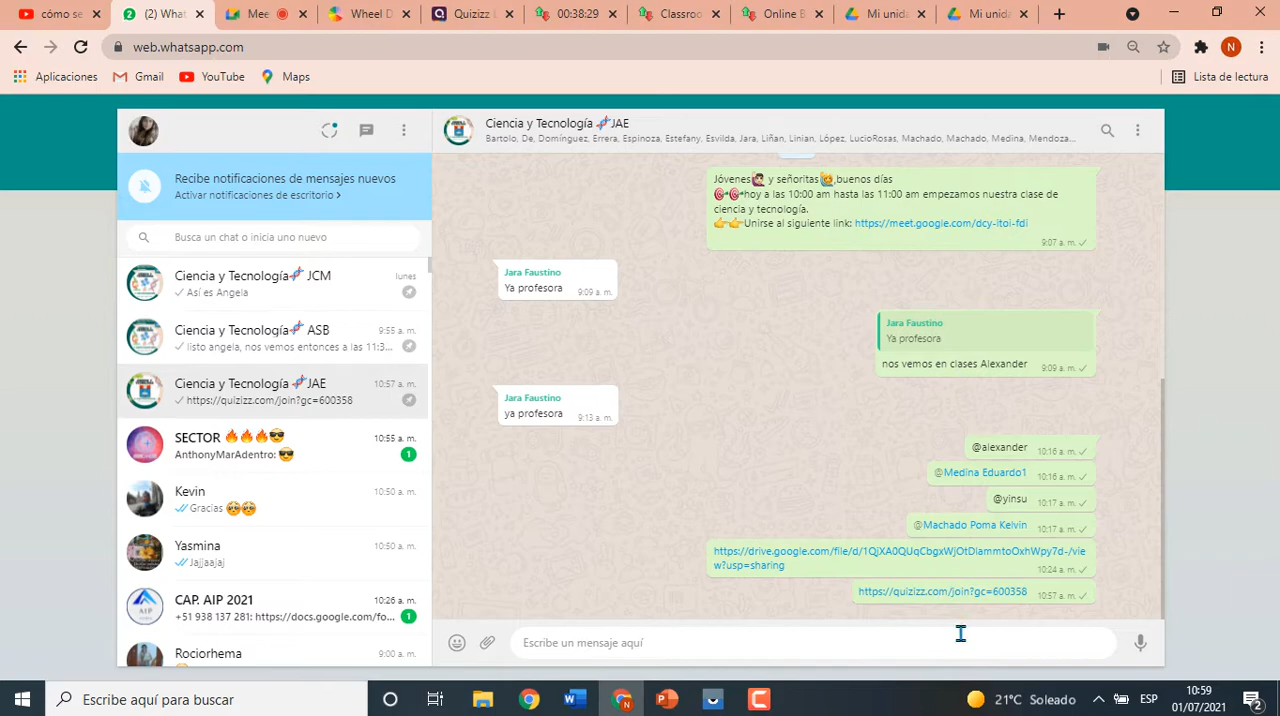 cómo se
(2) What
Mee
Wheel D
Quizizz L
00:38:29
Classroo
Online B
Mi unida
Mi unida
web.whatsapp.com
N
Aplicaciones
Gmail
YouTube
Maps
Lista de lectura
Ciencia y Tecnología JAE
Bartolo, De, Domínguez, Errera, Espinoza, Estefany, Esvilda, Jara, Liñan, Linian, López, LucioRosas, Machado, Machado, Medina, Mendoza...
Recibe notificaciones de mensajes nuevos
Activar notificaciones de escritorio >
Busca un chat o inicia uno nuevo
Ciencia y Tecnología JCM
lunes
Así es Angela
Ciencia y Tecnología ASB
9:55 a. m.
listo angela, nos vemos entonces a las 11:3...
Ciencia y Tecnología JAE
10:57 a. m.
https://quizizz.com/join?gc=600358
SECTOR 🔥🔥🔥😎
10:55 a. m.
AnthonyMarAdentro: 😎
1
Kevin
10:50 a. m.
Gracias
Yasmina
10:50 a. m.
Jajjaajaj
CAP. AIP 2021
10:26 a. m.
+51 938 137 281: https://docs.google.com/fo...
1
Rociorhema
9:00 a. m.
Jóvenes y señoritas ,buenos días
hoy a las 10:00 am hasta las 11:00 am empezamos nuestra clase de
ciencia y tecnología.
Unirse al siguiente link: https://meet.google.com/dcy-itoi-fdi
9:07 a. m.
Jara Faustino
Ya profesora
9:09 a. m.
Jara Faustino
Ya profesora
nos vemos en clases Alexander
9:09 a. m.
Jara Faustino
ya profesora
9:13 a. m.
@alexander
10:16 a. m.
@Medina Eduardo1
10:16 a. m.
@yinsu
10:17 a. m.
@Machado Poma Kelvin
10:17 a. m.
https://drive.google.com/file/d/1QjXA0QUqCbgxWjOtDiammtoOxhWpy7d-/vie
w?usp=sharing
10:24 a. m.
https://quizizz.com/join?gc=600358
10:57 a. m.
Escribe un mensaje aquí
Escribe aquí para buscar
21°C Soleado
ESP
10:59
01/07/2021
2